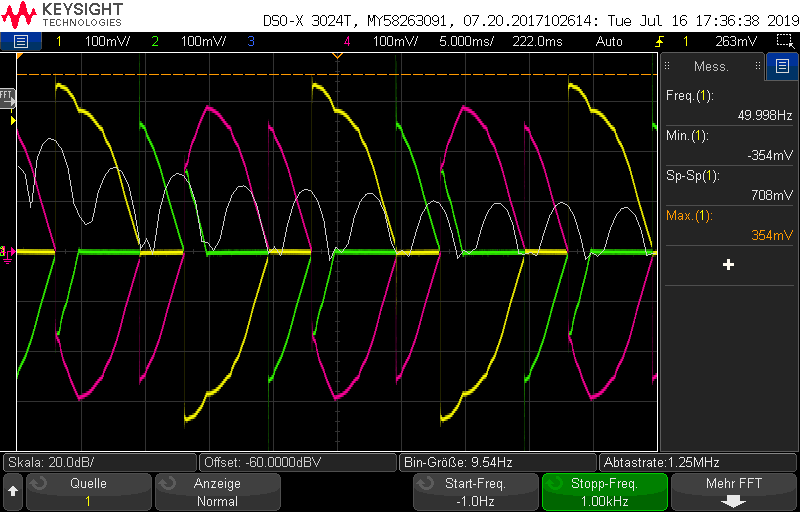 KEYSIGHT
TECHNOLOGIES
DSO-X 3024T, MY58263091, 07.20.2017102614: Tue Jul 16 17:36:38 2019
1 100mV/ 2 100mV/ 3 4 100mV/ 5.000ms/ 222.0ms Auto 1 263mV
FFT
Mess.
Freq.(1):
49.998Hz
Min.(1):
-354mV
Sp-Sp(1):
708mV
Max.(1):
354mV
Skala: 20.0dB/ Offset: -60.0000dBV Bin-Größe: 9.54Hz Abtastrate:1.25MHz
Quelle Anzeige Start-Freq. Stopp-Freq. Mehr FFT
1 Normal -1.0Hz 1.00kHz